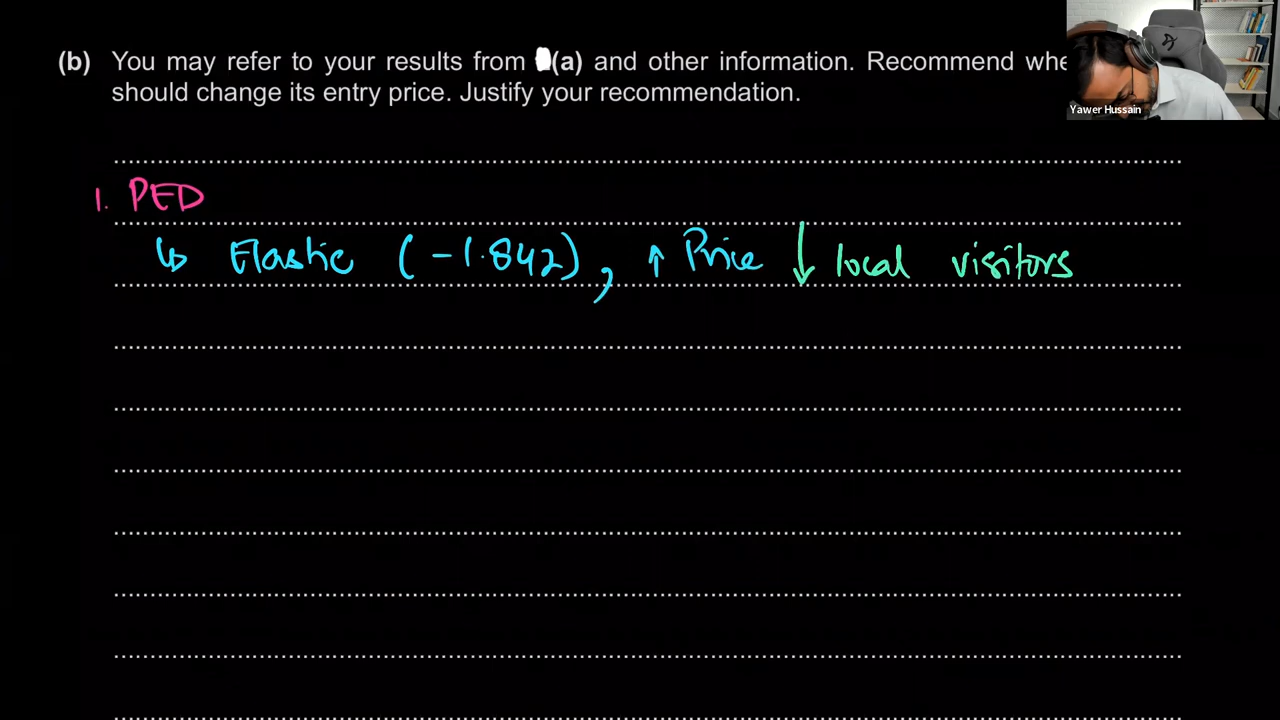 (b) You may refer to your results from (a) and other information. Recommend whe
should change its entry price. Justify your recommendation.
Yawer Hussain
1. PED
↳ Elastic (-1.842), ↑ Price ↓ local visitors